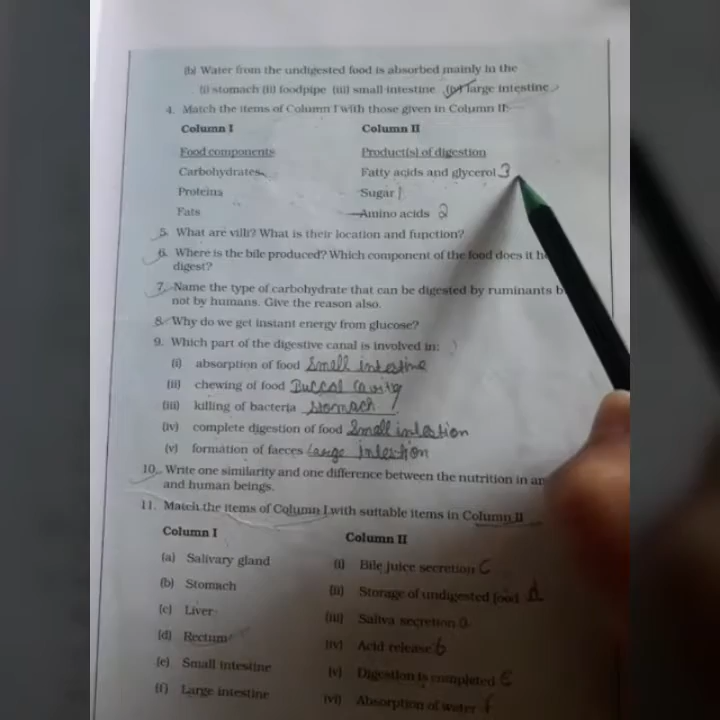 (b) Water from the undigested food is absorbed mainly in the
(i) stomach (ii) foodpipe (iii) small intestine (iv) large intestine
4. Match the items of Column I with those given in Column II:
Column I Column II
Food components Product(s) of digestion
Carbohydrates Fatty acids and glycerol 3
Proteins Sugar 1
Fats Amino acids 2
5. What are villi? What is their location and function?
6. Where is the bile produced? Which component of the food does it
digest?
7. Name the type of carbohydrate that can be digested by ruminants
not by humans. Give the reason also.
8. Why do we get instant energy from glucose?
9. Which part of the digestive canal is involved in:
(i) absorption of food Smell intestine
(ii) chewing of food Buccal Cavity
(iii) killing of bacteria Stomach
(iv) complete digestion of food Smell intestion
(v) formation of faeces Large intestion
10. Write one similarity and one difference between the nutrition in
and human beings.
11. Match the items of Column I with suitable items in Column II
Column I Column II
(a) Salivary gland (i) Bile juice secretion C
(b) Stomach (ii) Storage of undigested food d
(c) Liver (iii) Saliva secretion a
(d) Rectum (iv) Acid release b
(e) Small intestine (v) Digestion is completed E
(f) Large intestine (vi) Absorption of water f